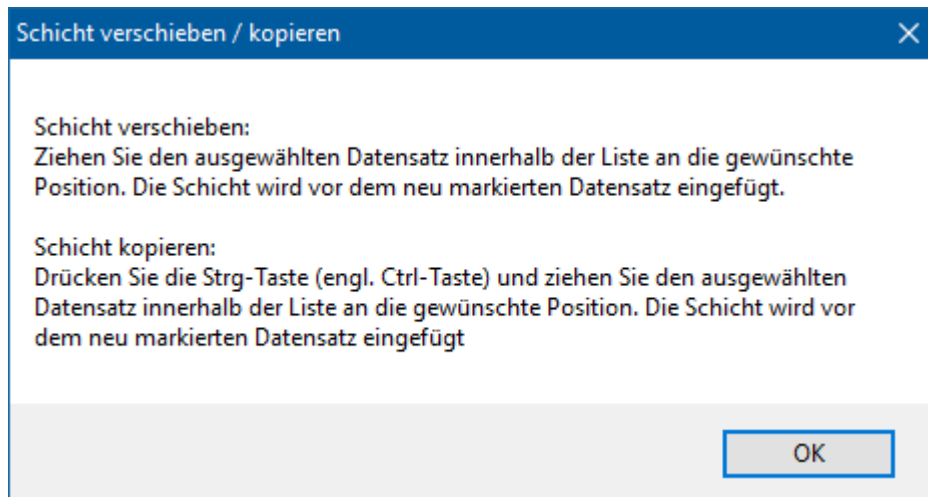 Schicht verschieben / kopieren
Schicht verschieben:
Ziehen Sie den ausgewählten Datensatz innerhalb der Liste an die gewünschte
Position. Die Schicht wird vor dem neu markierten Datensatz eingefügt.
Schicht kopieren:
Drücken Sie die Strg-Taste (engl. Ctrl-Taste) und ziehen Sie den ausgewählten
Datensatz innerhalb der Liste an die gewünschte Position. Die Schicht wird vor
dem neu markierten Datensatz eingefügt
OK